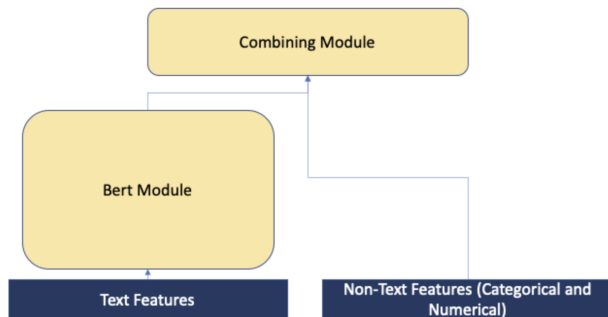 Combining Module
Bert Module
Text Features
Non-Text Features (Categorical and
Numerical)